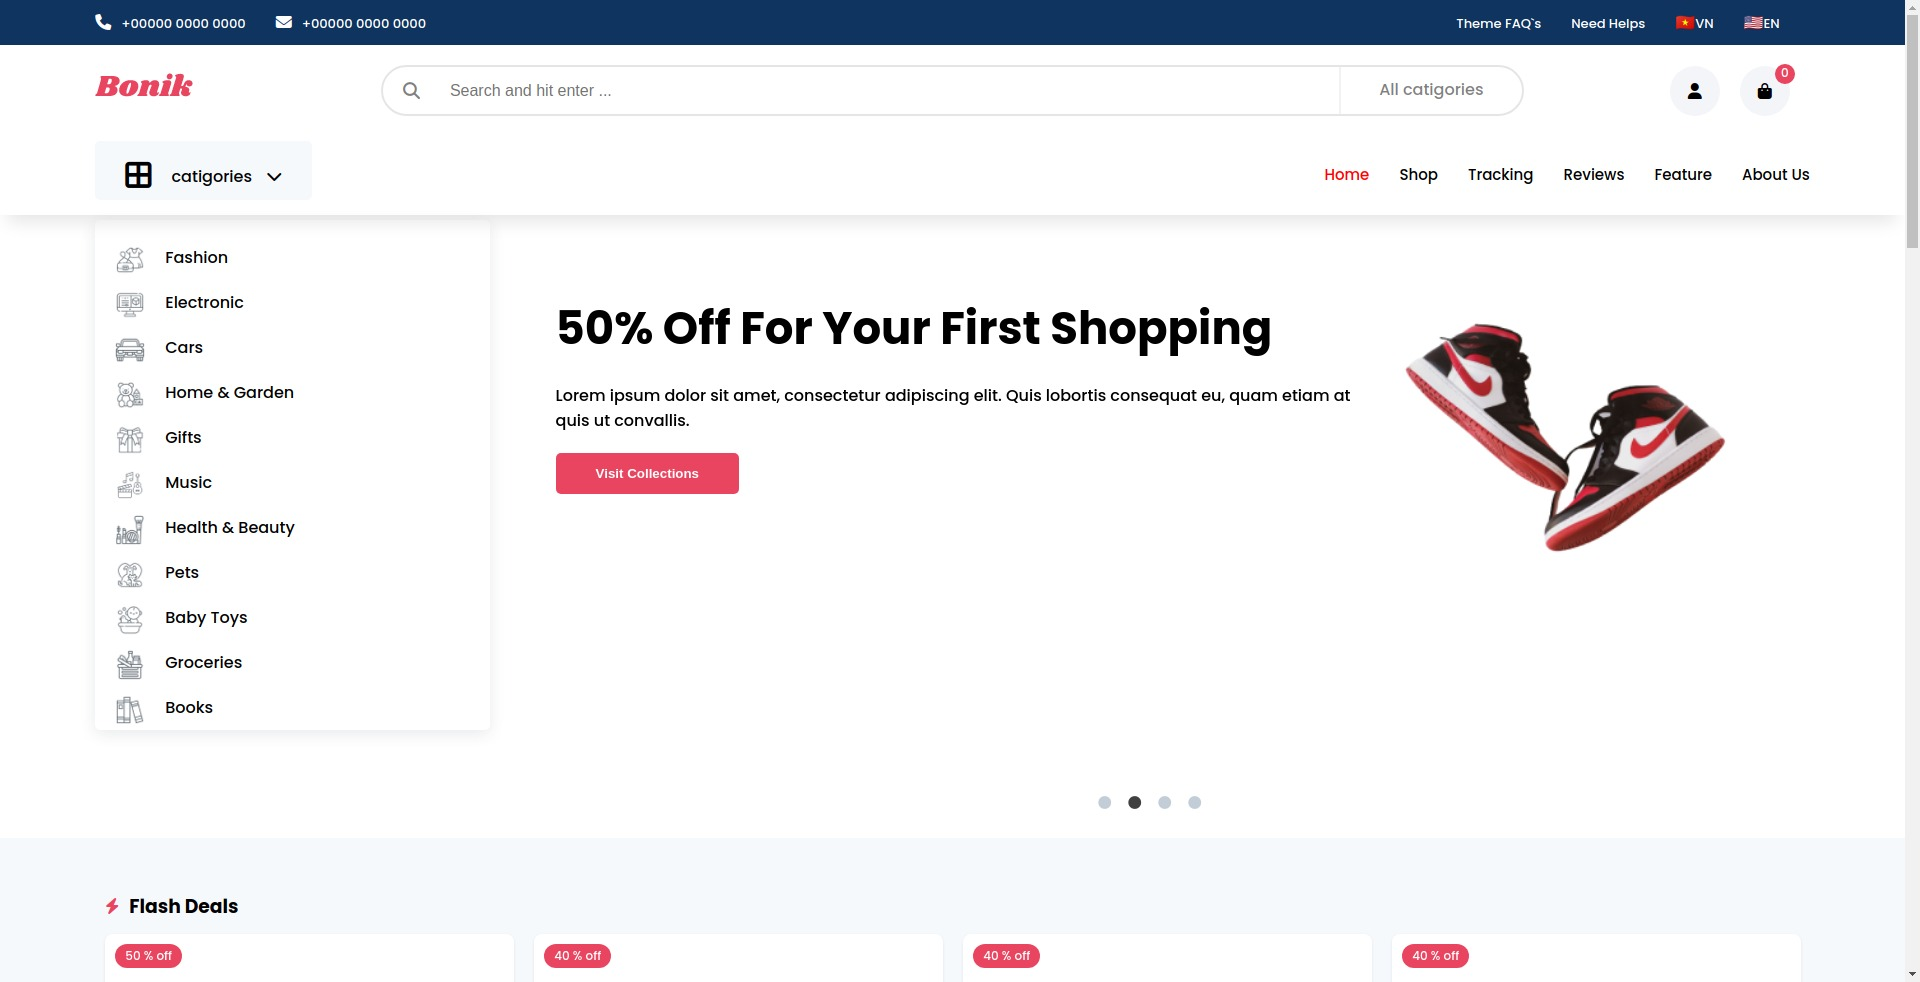 +00000 0000 0000
+00000 0000 0000
Theme FAQ`s
Need Helps
🇻🇳VN
🇺🇸EN
Bonik
Search and hit enter ...
All catigories
0
catigories
Home
Shop
Tracking
Reviews
Feature
About Us
Fashion
Electronic
Cars
Home & Garden
Gifts
Music
Health & Beauty
Pets
Baby Toys
Groceries
Books
50% Off For Your First Shopping
Lorem ipsum dolor sit amet, consectetur adipiscing elit. Quis lobortis consequat eu, quam etiam at
quis ut convallis.
Visit Collections
Flash Deals
50 % off
40 % off
40 % off
40 % off